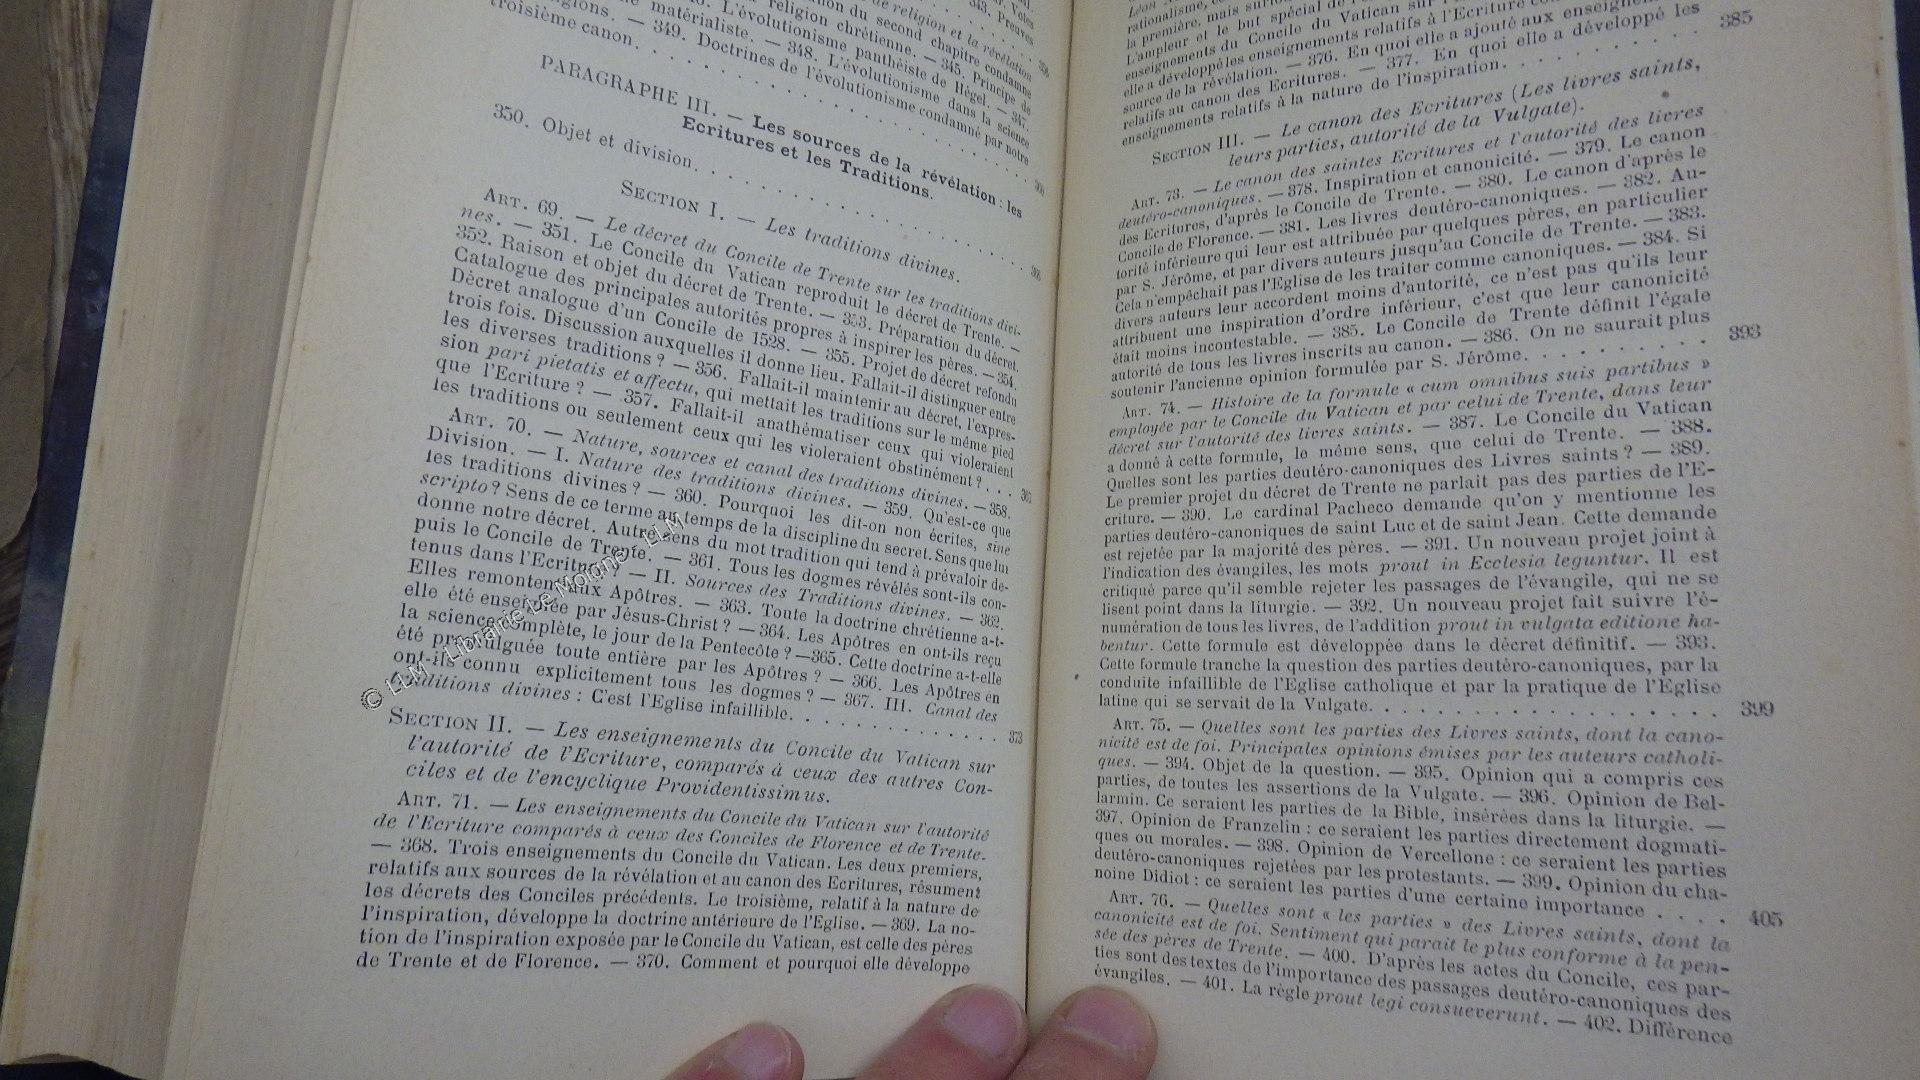 de religion et la révélation
343. Preuves
religion chrétienne. — 345. Principe de
matérialiste. — 348. L'évolutionisme dans la science
349. Doctrines de l'évolutionisme condamné par notre
troisième canon.
PARAGRAPHE III. — Les sources de la révélation : les
Ecritures et les Traditions.
350. Objet et division.
SECTION I. — Les traditions divines.
ART. 69. — Le décret du Concile de Trente sur les traditions divi-
nes. — 351. Le Concile du Vatican reproduit le décret de Trente. —
352. Raison et objet du décret de Trente. — 353. Préparation du décret.
Catalogue des principales autorités propres à inspirer les pères. — 354.
Décret analogue d'un Concile de 1528. — 355. Projet de décret refondu
trois fois. Discussion auxquelles il donne lieu. Fallait-il distinguer entre
les diverses traditions ? — 356. Fallait-il maintenir au décret, l'expres-
sion pari pietatis et affectu, qui mettait les traditions sur le même pied
que l'Ecriture ? — 357. Fallait-il anathématiser ceux qui violeraient
les traditions ou seulement ceux qui les violeraient obstinément ? . . .
ART. 70. — Nature, sources et canal des traditions divines. — 358.
Division. — I. Nature des traditions divines. — 359. Qu'est-ce que
les traditions divines ? — 360. Pourquoi les dit-on non écrites, sine
scripto ? Sens de ce terme au temps de la discipline du secret. Sens que lui
donne notre décret. Autre sens du mot tradition qui tend à prévaloir de-
puis le Concile de Trente. — 361. Tous les dogmes révélés sont-ils con-
tenus dans l'Ecriture ? — II. Sources des Traditions divines. — 362.
Elles remontent aux Apôtres. — 363. Toute la doctrine chrétienne a-t-
elle été enseignée par Jésus-Christ ? — 364. Les Apôtres en ont-ils reçu
la science complète, le jour de la Pentecôte ? — 365. Cette doctrine a-t-elle
été promulguée toute entière par les Apôtres ? — 366. Les Apôtres en
ont-ils connu explicitement tous les dogmes ? — 367. III. Canal des
traditions divines : C'est l'Eglise infaillible. 373
SECTION II. — Les enseignements du Concile du Vatican sur
l'autorité de l'Ecriture, comparés à ceux des autres Con-
ciles et de l'encyclique Providentissimus.
ART. 71. — Les enseignements du Concile du Vatican sur l'autorité
de l'Ecriture comparés à ceux des Conciles de Florence et de Trente.
— 368. Trois enseignements du Concile du Vatican. Les deux premiers,
relatifs aux sources de la révélation et au canon des Ecritures, résument
les décrets des Conciles précédents. Le troisième, relatif à la nature de
l'inspiration, développe la doctrine antérieure de l'Eglise. — 369. La no-
tion de l'inspiration exposée par le Concile du Vatican, est celle des pères
de Trente et de Florence. — 370. Comment et pourquoi elle développe
© LLM - Librairie Le Moigne - LLM
rationalisme,
la première, mais
L'ampleur et le but spécial de
enseignements du Concile du Vatican sur
elle a développé les enseignements relatifs à l'Ecriture
source de la révélation. — 376. En quoi elle a ajouté aux
relatifs au canon des Ecritures. — 377. En quoi elle a développé les
enseignements relatifs à la nature de l'inspiration. 385
SECTION III. — Le canon des Ecritures (Les livres saints,
leurs parties, autorité de la Vulgate).
ART. 73. — Le canon des saintes Ecritures et l'autorité des livres
deutéro-canoniques. — 378. Inspiration et canonicité. — 379. Le canon
des Ecritures, d'après le Concile de Trente. — 380. Le canon d'après le
Concile de Florence. — 381. Les livres deutéro-canoniques. — 382. Au-
torité inférieure qui leur est attribuée par quelques pères, en particulier
par S. Jérôme, et par divers auteurs jusqu'au Concile de Trente. — 383.
Cela n'empêchait pas l'Eglise de les traiter comme canoniques. — 384. Si
divers auteurs leur accordent moins d'autorité, ce n'est pas qu'ils leur
attribuent une inspiration d'ordre inférieur, c'est que leur canonicité
était moins incontestable. — 385. Le Concile de Trente définit l'égale
autorité de tous les livres inscrits au canon. — 386. On ne saurait plus
soutenir l'ancienne opinion formulée par S. Jérôme. 393
ART. 74. — Histoire de la formule « cum omnibus suis partibus »
employée par le Concile du Vatican et par celui de Trente, dans leur
décret sur l'autorité des livres saints. — 387. Le Concile du Vatican
a donné à cette formule, le même sens, que celui de Trente. — 388.
Quelles sont les parties deutéro-canoniques des Livres saints ? — 389.
Le premier projet du décret de Trente ne parlait pas des parties de l'E-
criture. — 390. Le cardinal Pacheco demande qu'on y mentionne les
parties deutéro-canoniques de saint Luc et de saint Jean. Cette demande
est rejetée par la majorité des pères. — 391. Un nouveau projet joint à
l'indication des évangiles, les mots prout in Ecclesia leguntur. Il est
critiqué parce qu'il semble rejeter les passages de l'évangile, qui ne se
lisent point dans la liturgie. — 392. Un nouveau projet fait suivre l'é-
numération de tous les livres, de l'addition prout in vulgata editione ha-
bentur. Cette formule est développée dans le décret définitif. — 393.
Cette formule tranche la question des parties deutéro-canoniques, par la
conduite infaillible de l'Eglise catholique et par la pratique de l'Eglise
latine qui se servait de la Vulgate. 399
ART. 75. — Quelles sont les parties des Livres saints, dont la cano-
nicité est de foi. Principales opinions émises par les auteurs catholi-
ques. — 394. Objet de la question. — 395. Opinion qui a compris ces
parties, de toutes les assertions de la Vulgate. — 396. Opinion de Bel-
larmin. Ce seraient les parties de la Bible, insérées dans la liturgie. —
397. Opinion de Franzelin : ce seraient les parties directement dogmati-
ques ou morales. — 398. Opinion de Vercellone : ce seraient les parties
deutéro-canoniques rejetées par les protestants. — 399. Opinion du cha-
noine Didiot : ce seraient les parties d'une certaine importance . . . . 405
ART. 76. — Quelles sont « les parties » des Livres saints, dont la
canonicité est de foi. Sentiment qui parait le plus conforme à la pen-
sée des pères de Trente. — 400. D'après les actes du Concile, ces par-
ties sont des textes de l'importance des passages deutéro-canoniques des
évangiles. — 401. La règle prout legi consueverunt. — 402. Différence